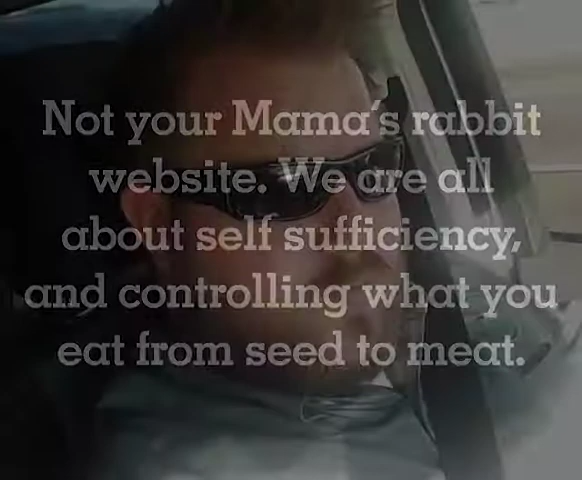 Not your Mama's rabbit
website. We are all
about self sufficiency,
and controlling what you
eat from seed to meat.